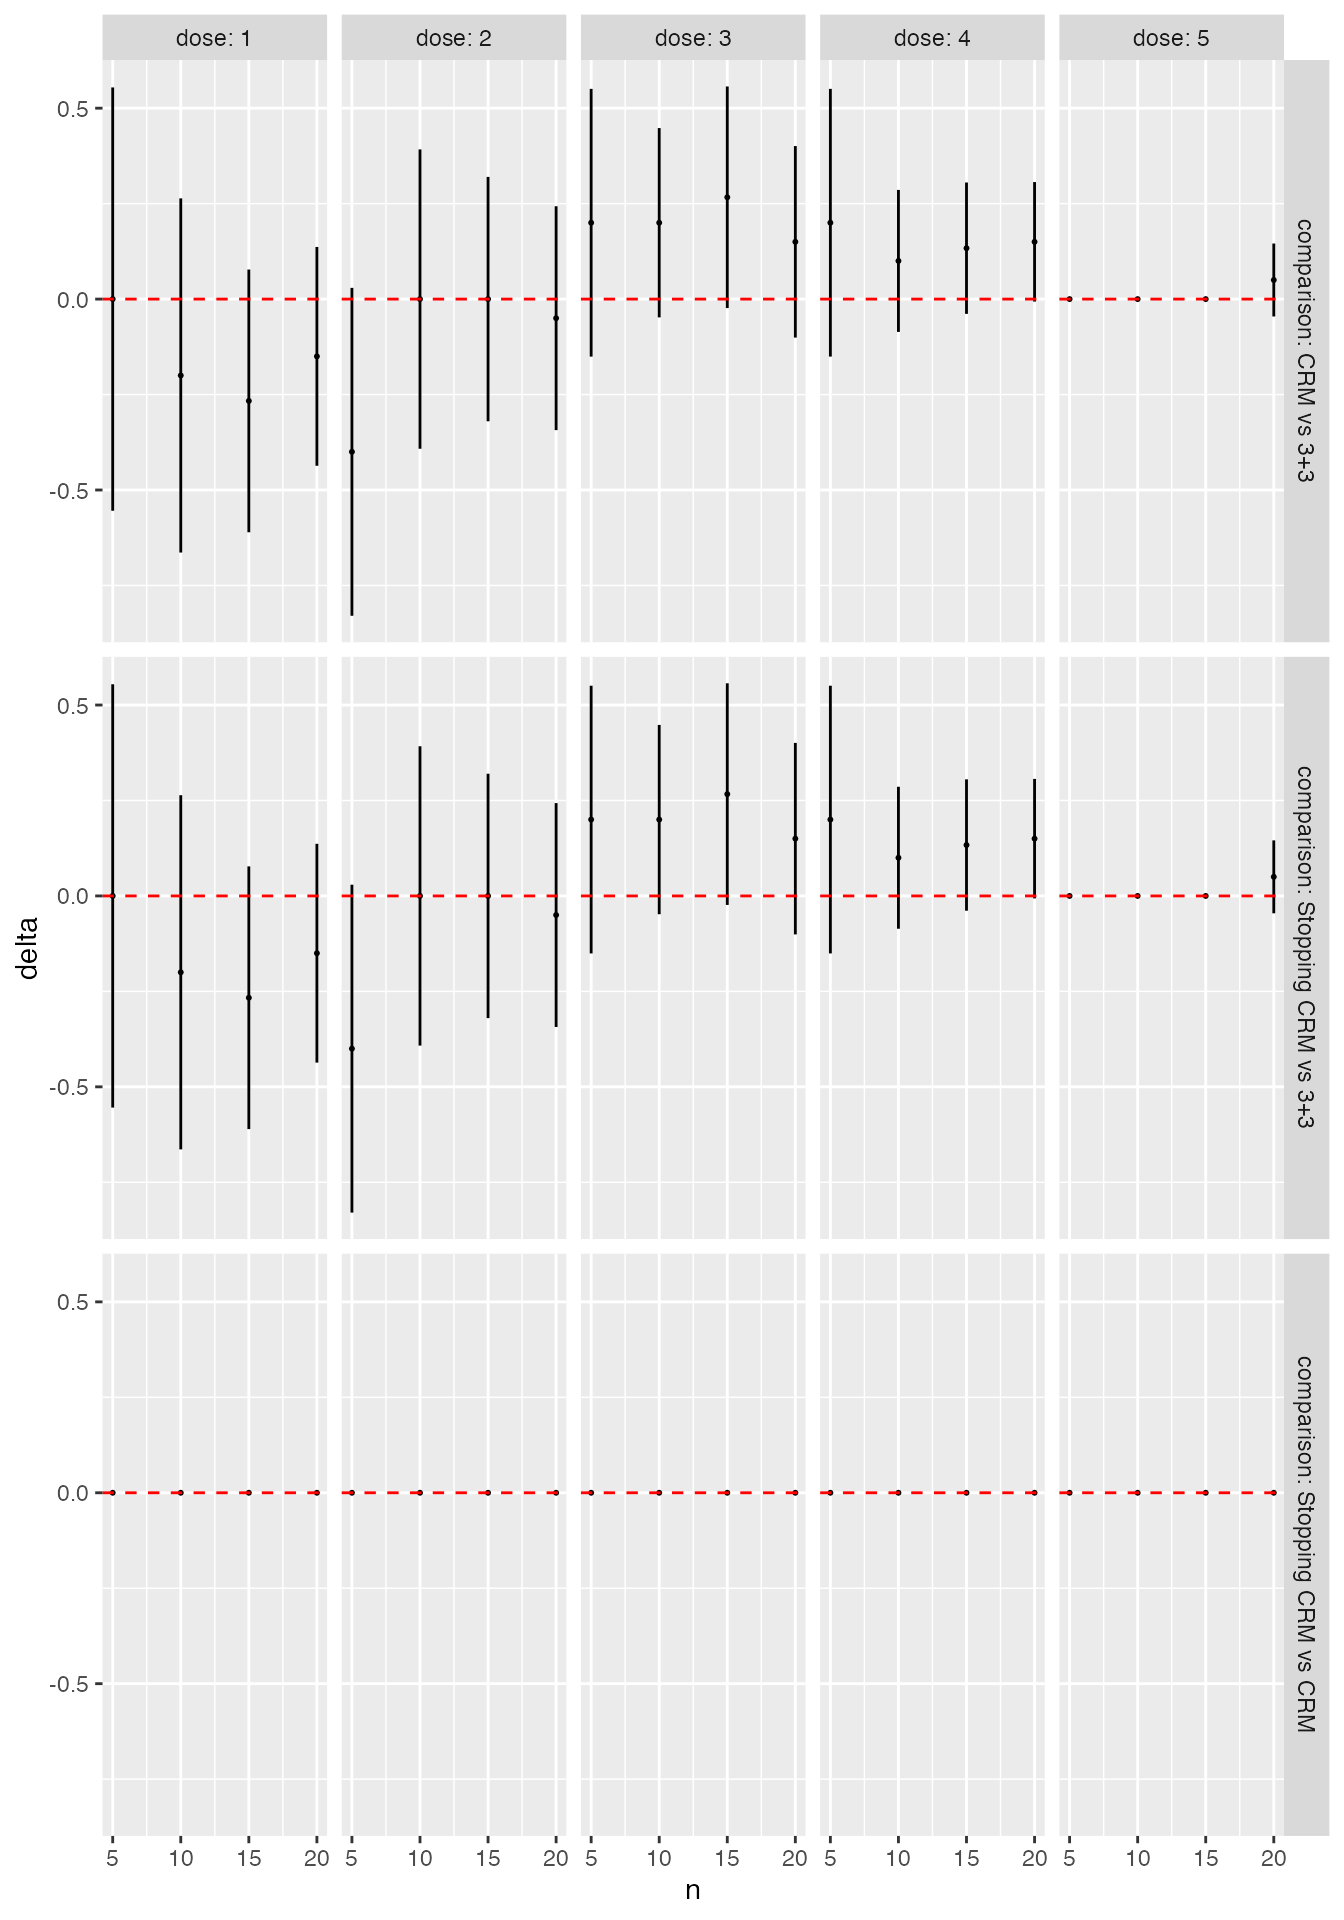 dose: 1
dose: 2
dose: 3
dose: 4
dose: 5
0.5
0.0
-0.5
comparison: CRM vs 3+3
0.5
0.0
-0.5
comparison: Stopping CRM vs 3+3
delta
0.5
0.0
-0.5
comparison: Stopping CRM vs CRM
5 10 15 20 5 10 15 20 5 10 15 20 5 10 15 20 5 10 15 20
n